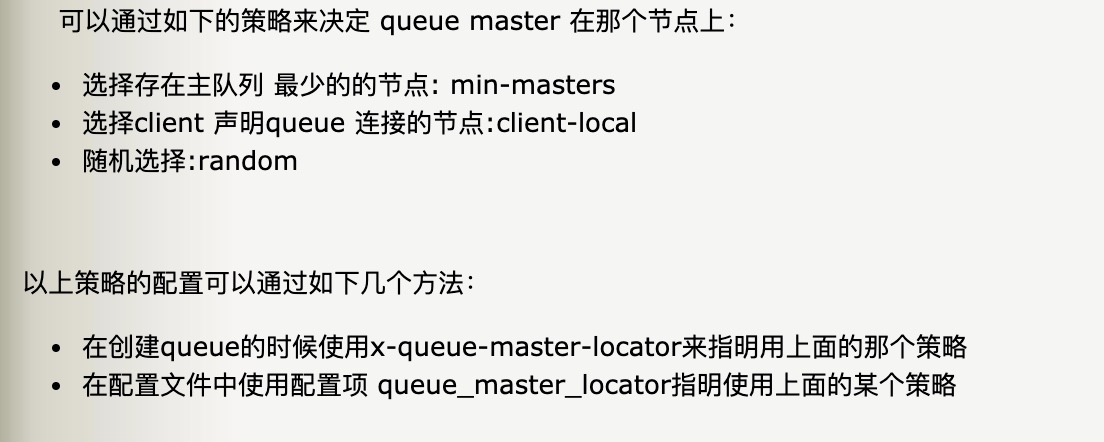 可以通过如下的策略来决定 queue master 在那个节点上：
• 选择存在主队列 最少的的节点: min-masters
• 选择client 声明queue 连接的节点:client-local
• 随机选择:random
以上策略的配置可以通过如下几个方法：
• 在创建queue的时候使用x-queue-master-locator来指明用上面的那个策略
• 在配置文件中使用配置项 queue_master_locator指明使用上面的某个策略